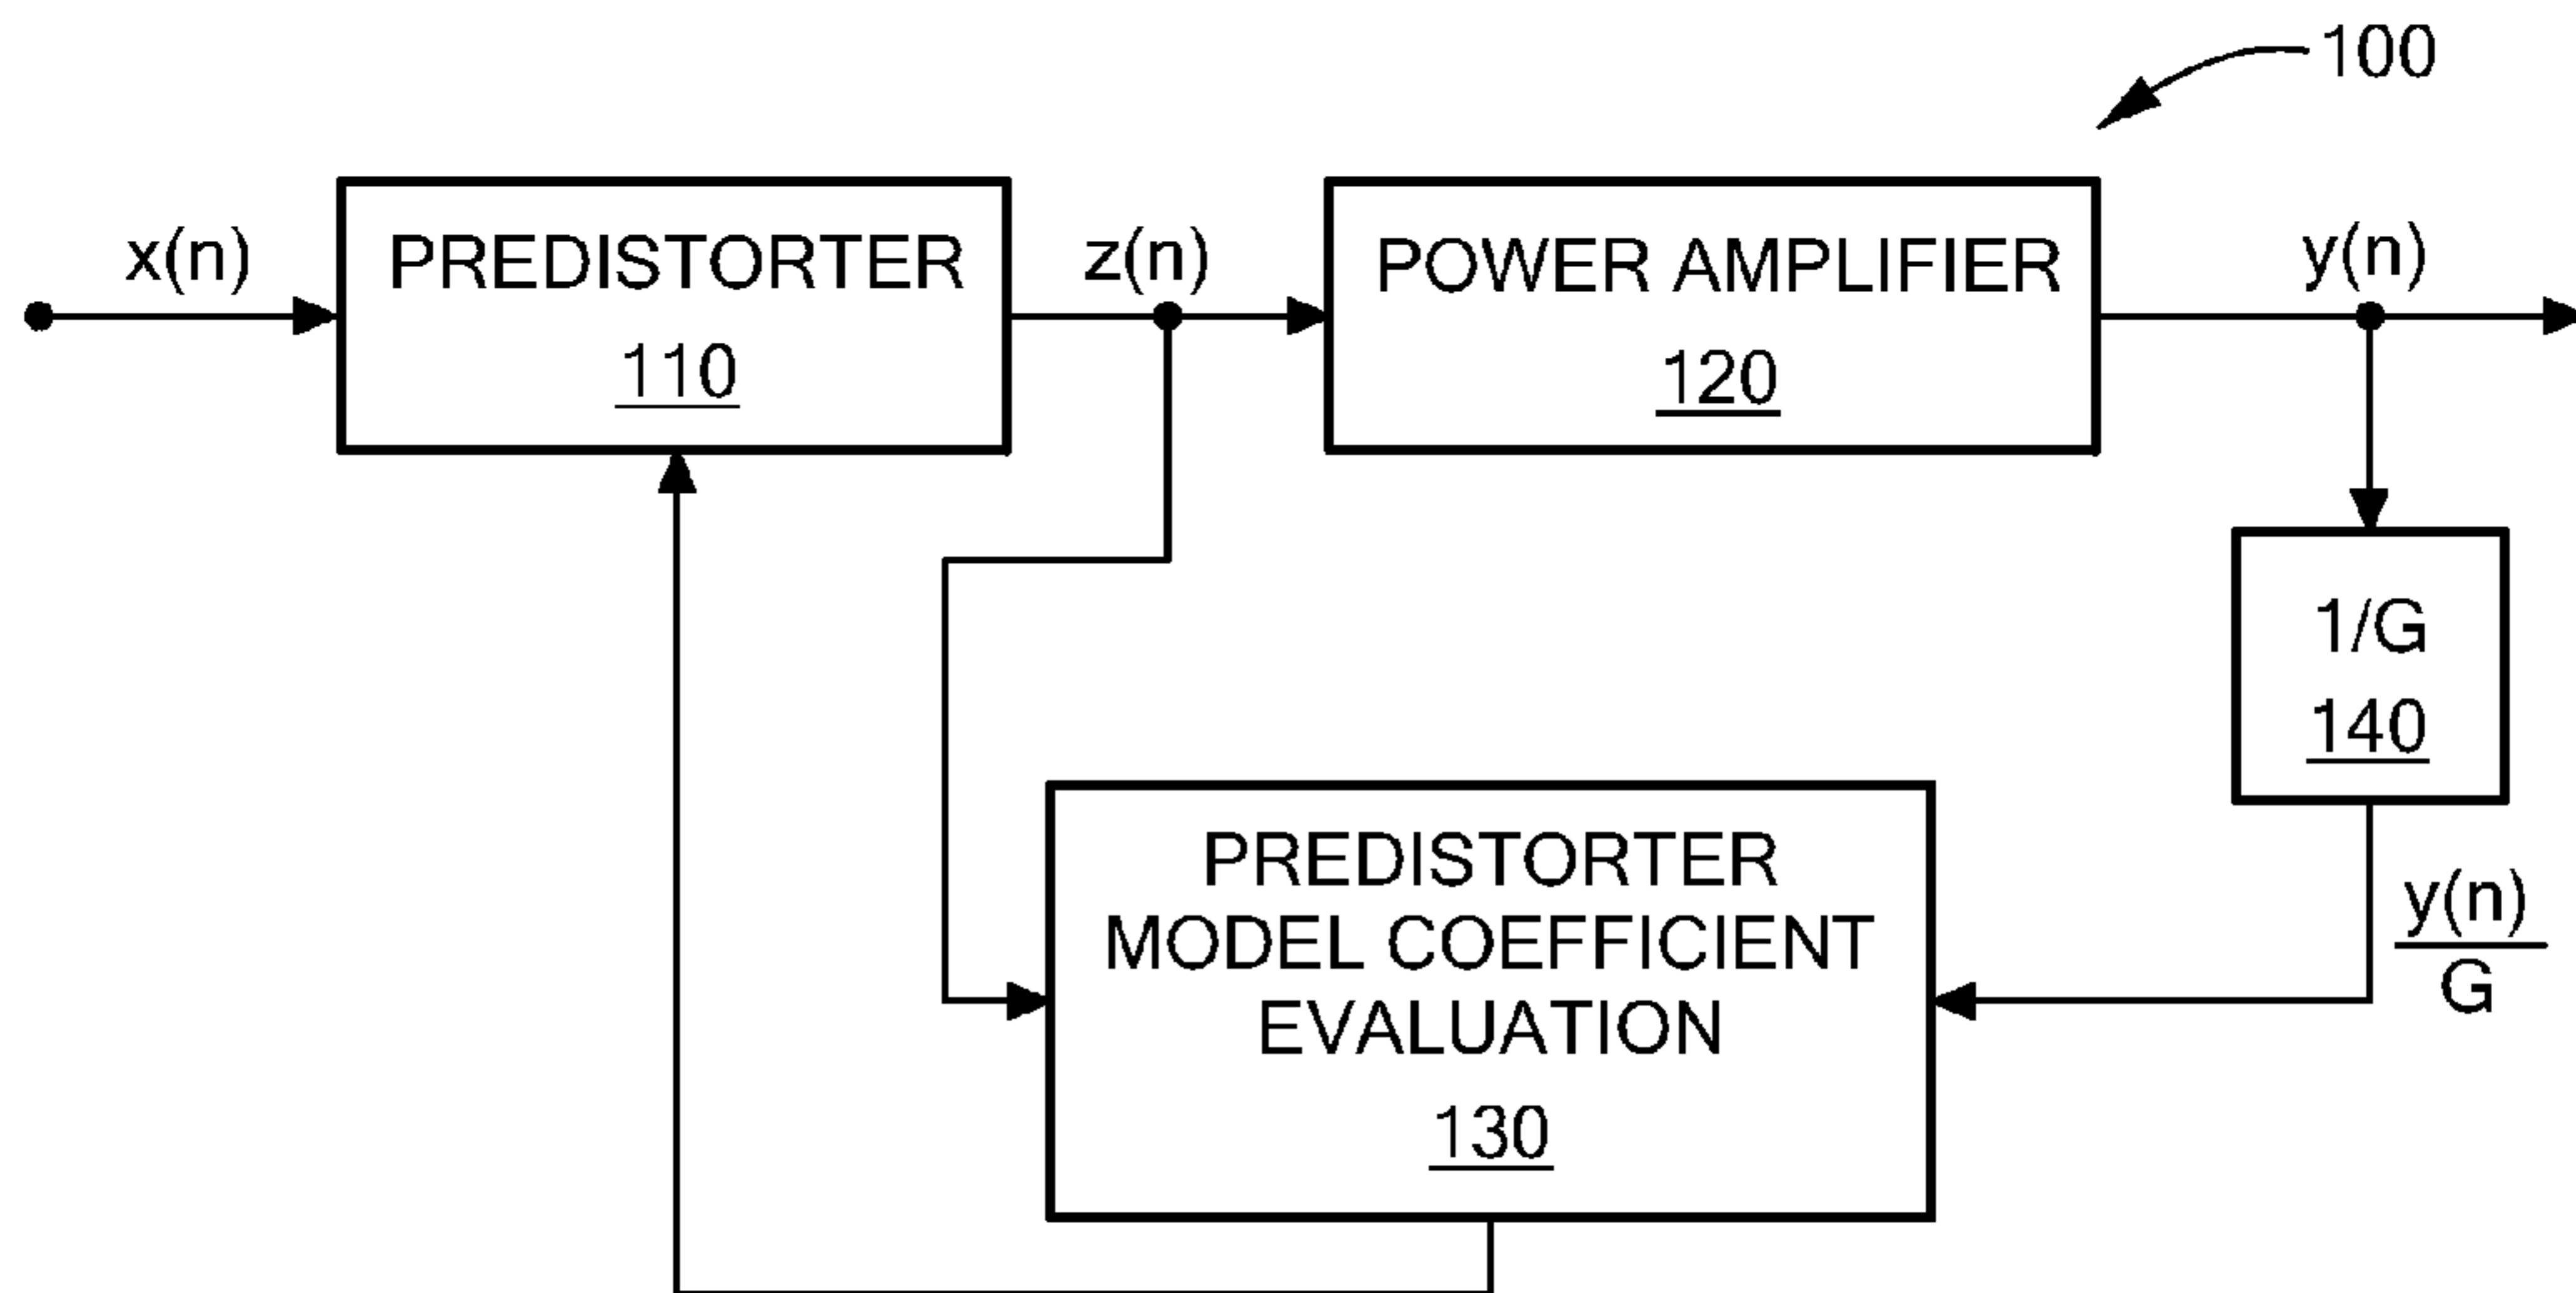 100
x(n)
PREDISTORTER
110
z(n)
POWER AMPLIFIER
120
y(n)
1/G
140
PREDISTORTER
MODEL COEFFICIENT
EVALUATION
130
y(n)
G